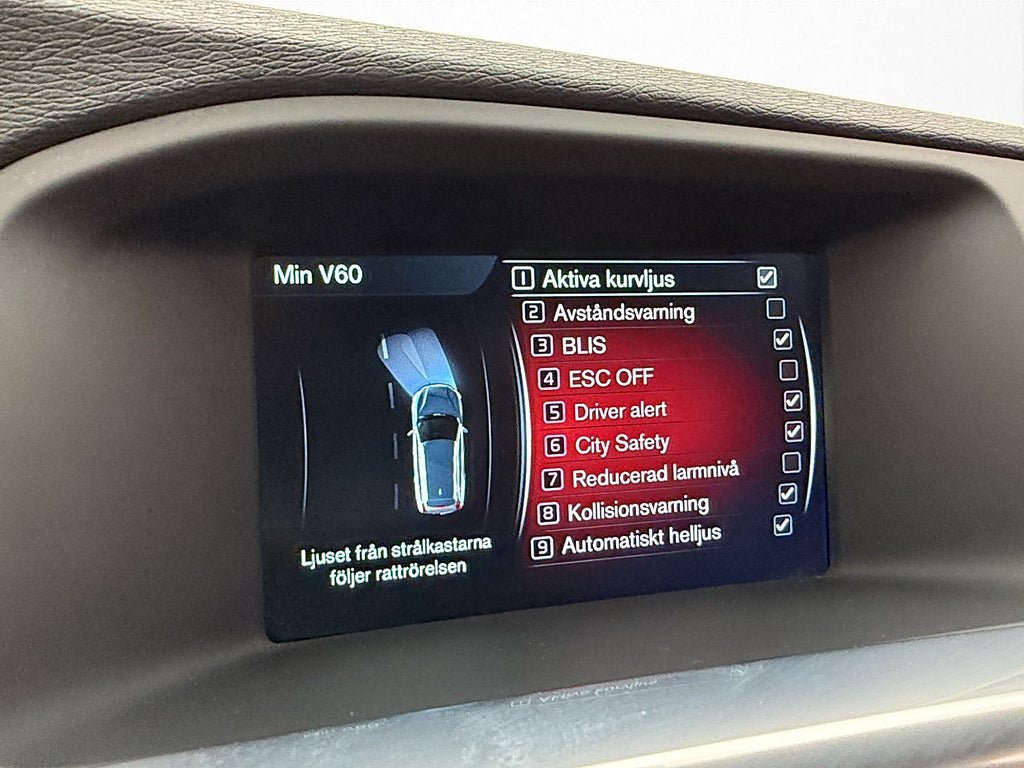 Min V60
1 Aktiva kurvljus
2 Avståndsvarning
3 BLIS
4 ESC OFF
5 Driver alert
6 City Safety
7 Reducerad larmnivå
8 Kollisionsvarning
9 Automatiskt helljus
Ljuset från strålkastarna
följer rattrörelsen